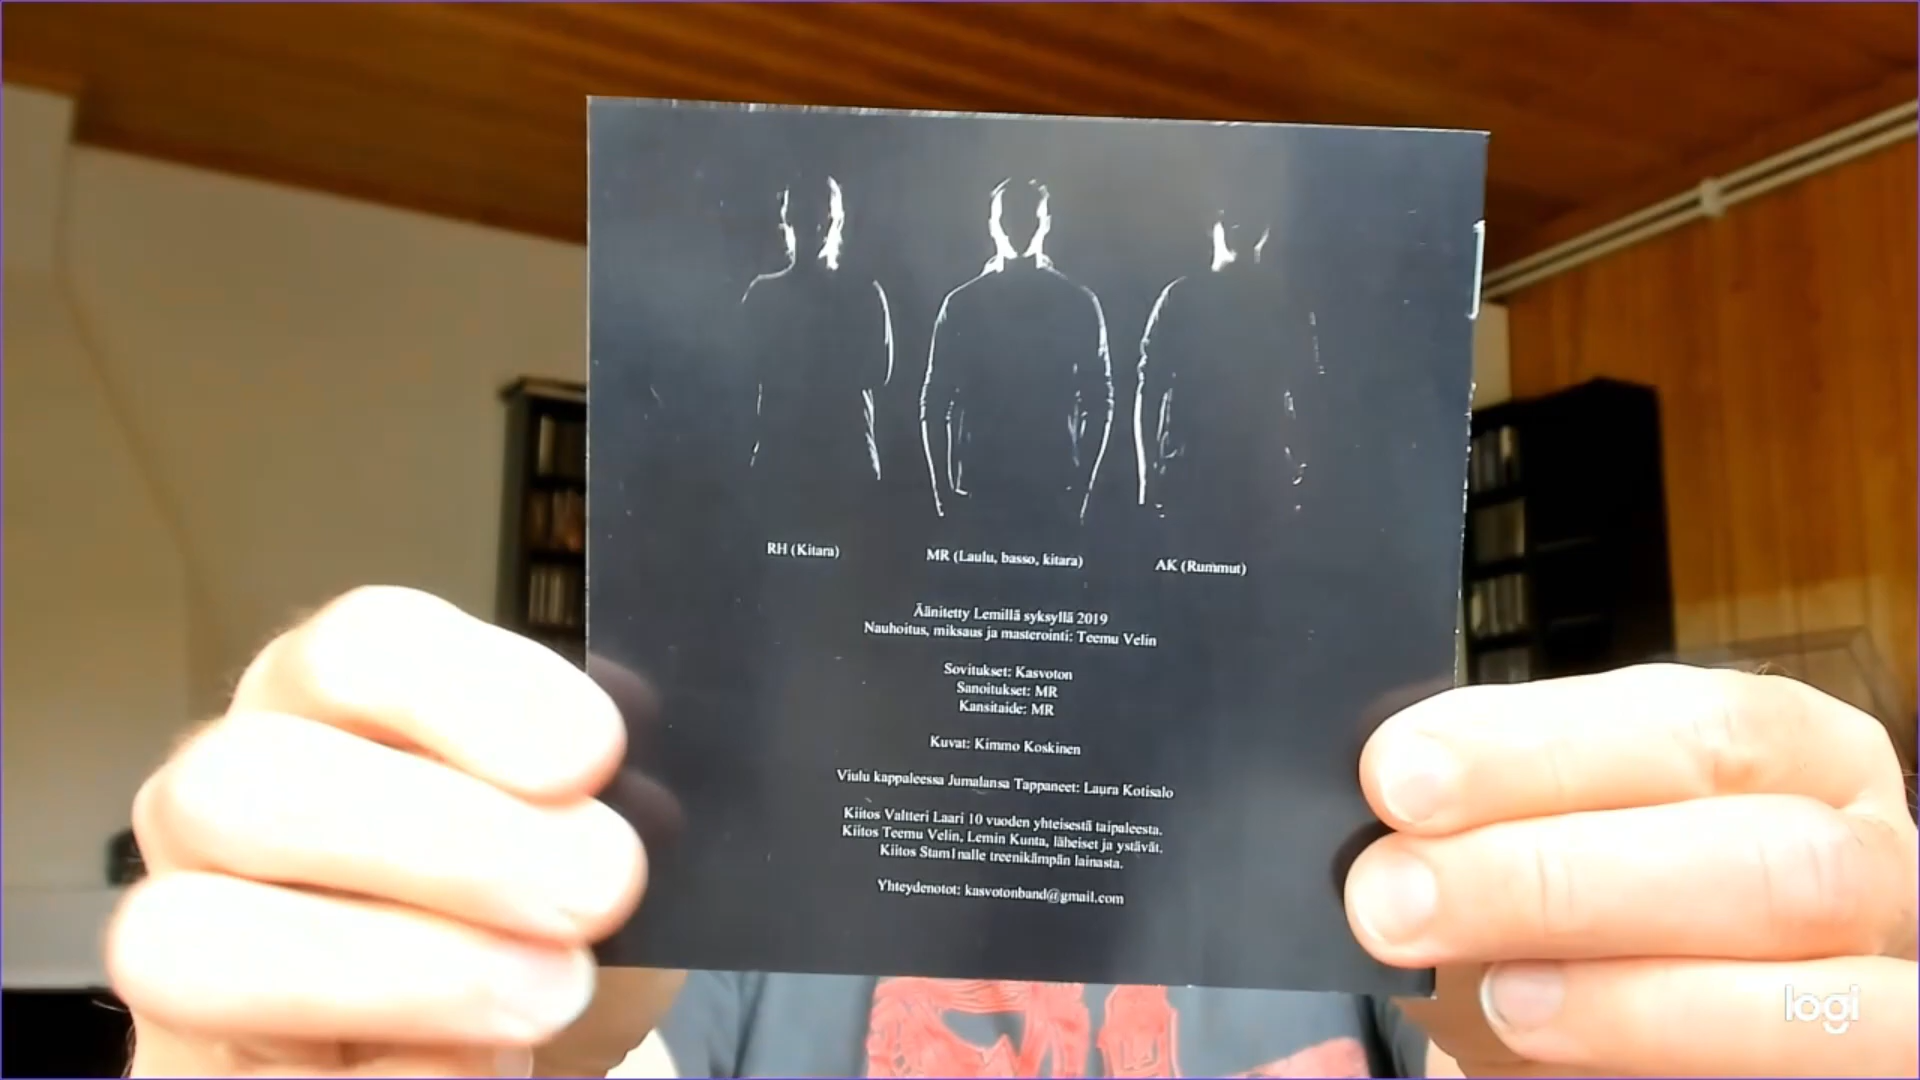 RH (Kitara)
MR (Laulu, basso, kitara)
AK (Rummut)
Äänitetty Lemillä syksyllä 2019
Nauhoitus, miksaus ja masterointi: Teemu Velin
Sovitukset: Kasvoton
Sanoitukset: MR
Kansitaide: MR
Kuvat: Kimmo Koskinen
Viulu kappaleessa Jumalansa Tappaneet: Laura Kotisalo
Kiitos Valtteri Laari 10 vuoden yhteisestä taipaleesta.
Kiitos Teemu Velin, Lemin Kunta, läheiset ja ystävät.
Kiitos Stam1nalle treenikämpän lainasta.
Yhteydenotot: kasvotonband@gmail.com
logi